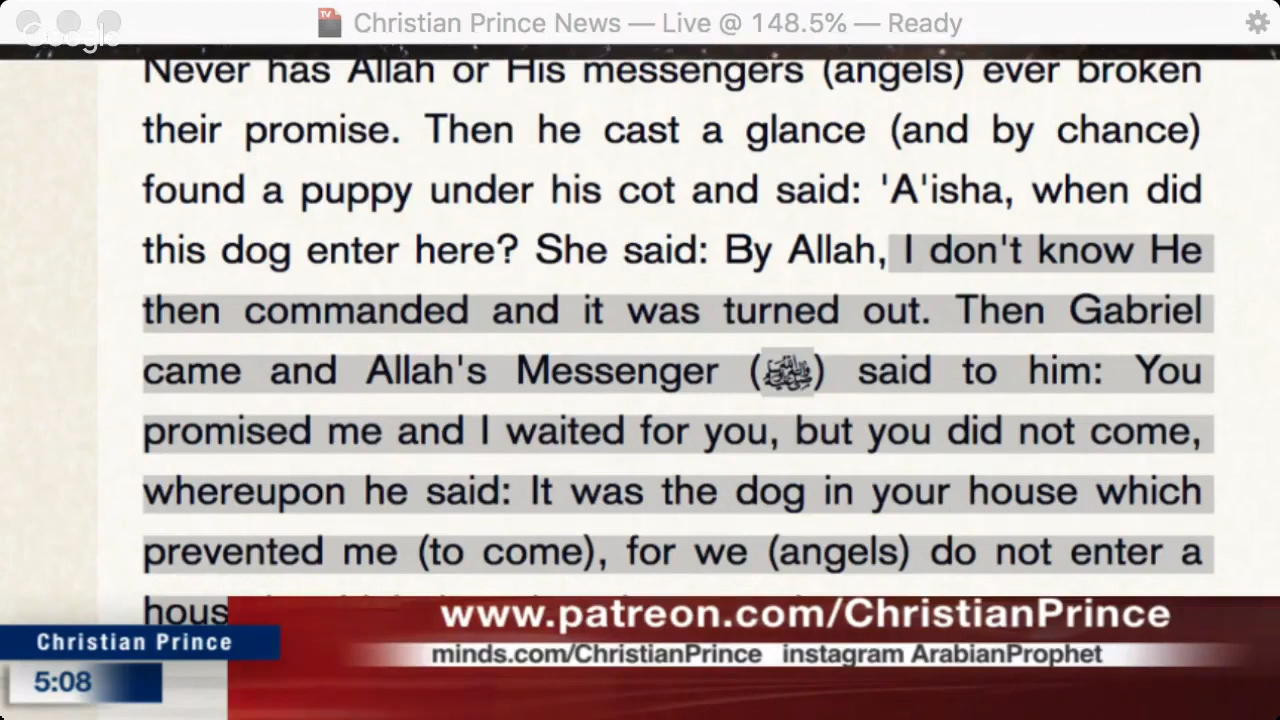 Christian Prince News — Live @ 148.5% — Ready
Google
Never has Allah or His messengers (angels) ever broken
their promise. Then he cast a glance (and by chance)
found a puppy under his cot and said: 'A'isha, when did
this dog enter here? She said: By Allah, I don't know He
then commanded and it was turned out. Then Gabriel
came and Allah's Messenger (ﷺ) said to him: You
promised me and I waited for you, but you did not come,
whereupon he said: It was the dog in your house which
prevented me (to come), for we (angels) do not enter a
hous
www.patreon.com/ChristianPrince
Christian Prince
minds.com/ChristianPrince instagram ArabianProphet
5:08